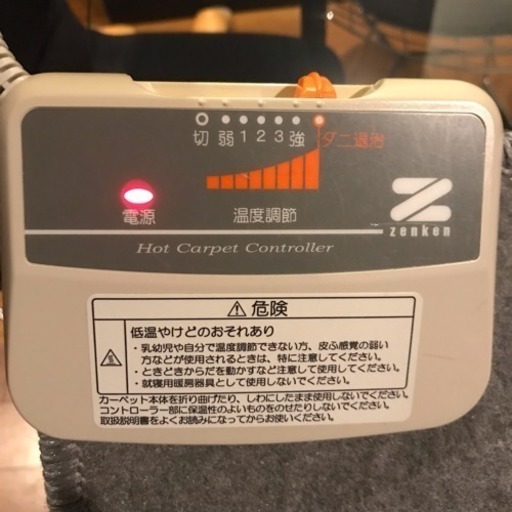 切 弱 1 2 3 強 ダニ退治
電源 温度調節
zenken
Hot Carpet Controller
危険
低温やけどのおそれあり
・乳幼児や自分で温度調節できない方、皮ふ感覚の弱い
方などが使用されるときは、特に注意してください。
・ときどきからだを動かすなど注意して使用してください。
・就寝用暖房器具として使用しないでください。
カーペット本体を折り曲げたり、しわにしたまま使用しないでください。
コントローラー部に保温性のよいものをのせたりしないでください。
取扱説明書をよくお読みになってからお使いください。